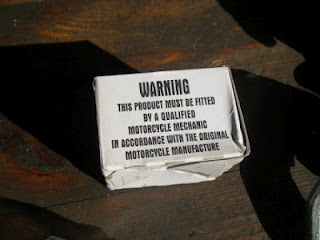 WARNING
THIS PRODUCT MUST BE FITTED
BY A QUALIFIED
MOTORCYCLE MECHANIC
IN ACCORDANCE WITH THE ORIGINAL
MOTORCYCLE MANUFACTURE